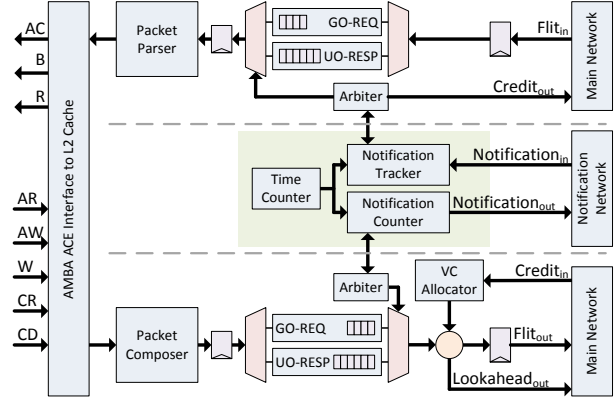 AC
B
R
AR
AW
W
CR
CD
AMBA ACE Interface to L2 Cache
Packet
Parser
GO-REQ
UO-RESP
Flit_in
Main Network
Arbiter
Credit_out
Time
Counter
Notification
Tracker
Notification
Counter
Notification_in
Notification_out
Notification
Network
Arbiter
VC
Allocator
Credit_in
Main Network
Packet
Composer
GO-REQ
UO-RESP
Flit_out
Lookahead_out